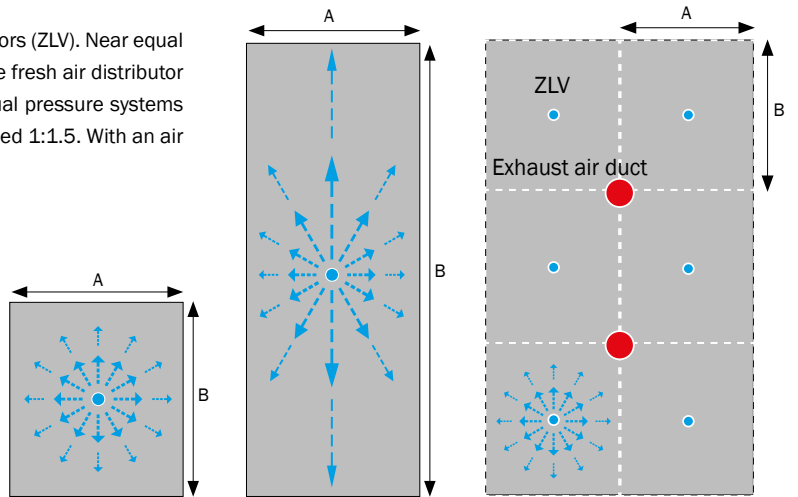 ors (ZLV). Near equal
e fresh air distributor
ual pressure systems
ed 1:1.5. With an air
A
B
A
B
A
B
ZLV
Exhaust air duct